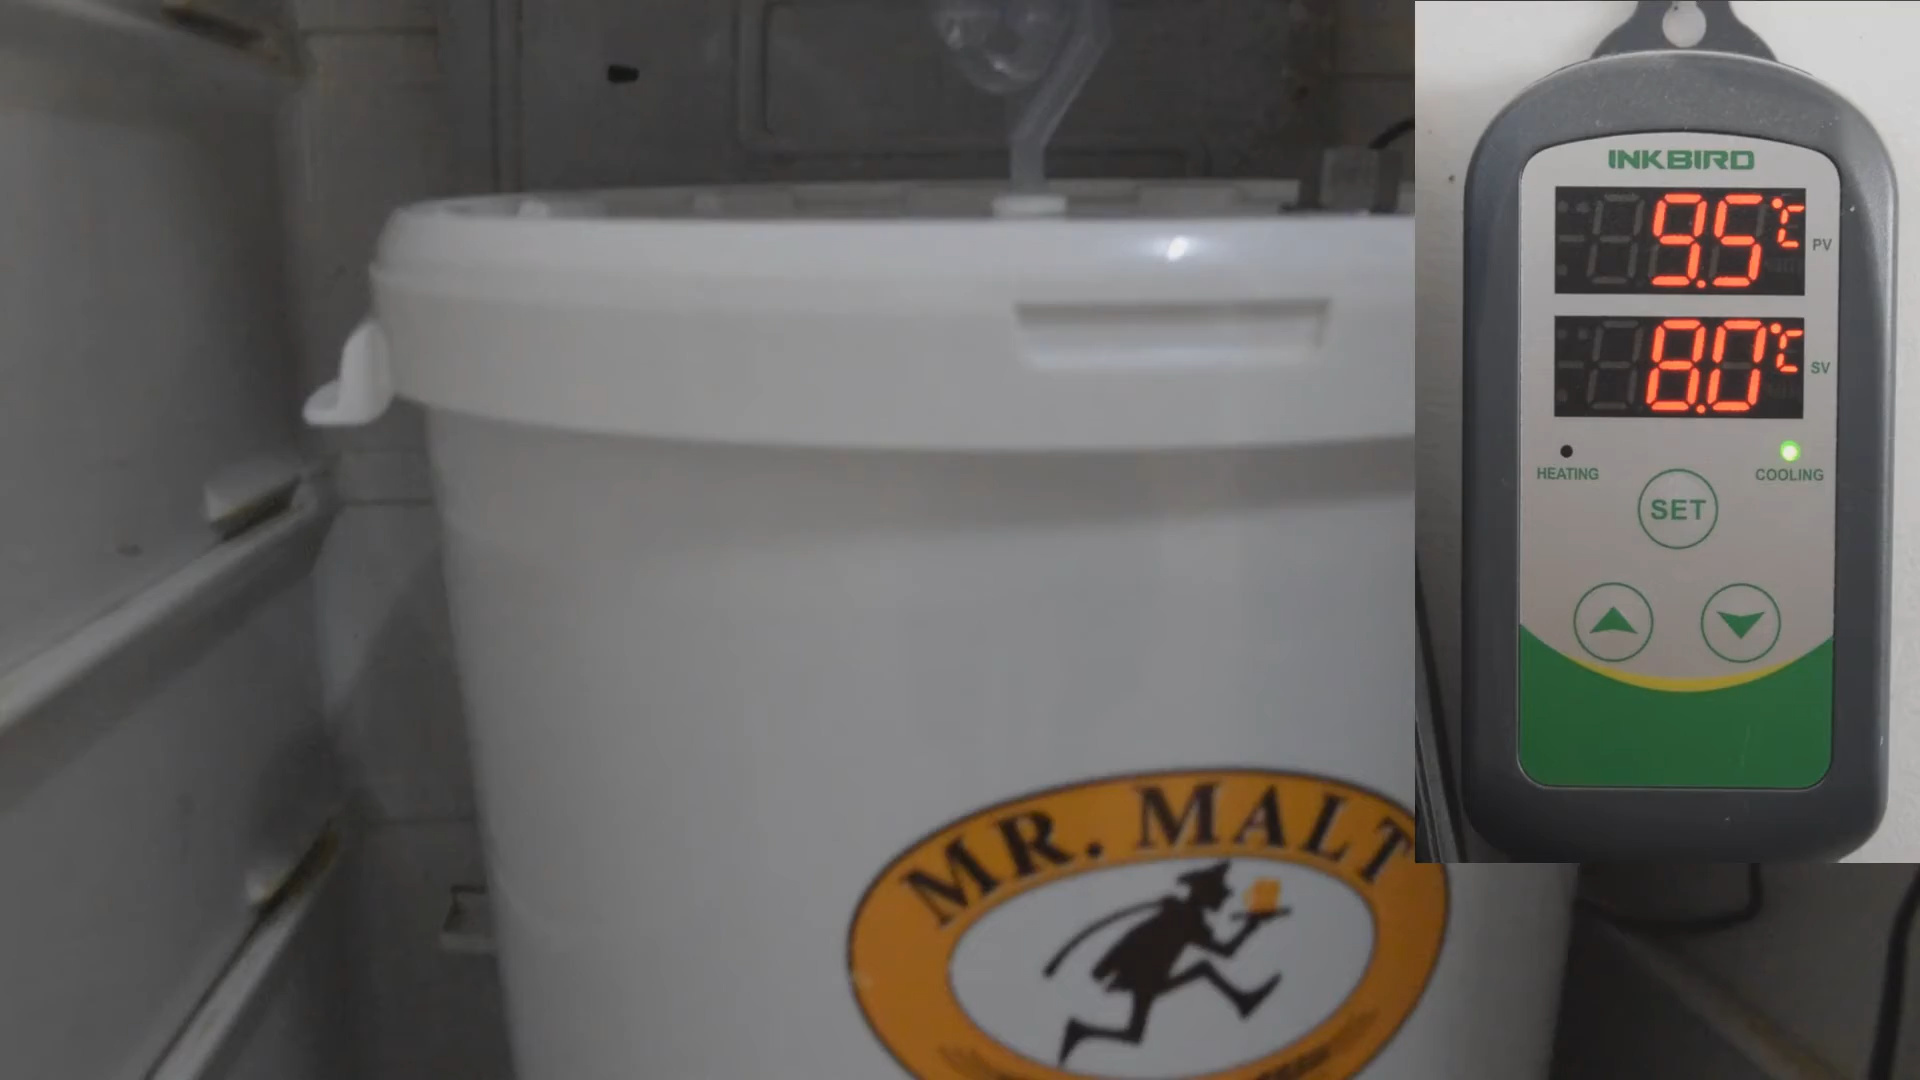 INKBIRD
9.5°C PV
8.0°C SV
HEATING COOLING
SET
MR. MALT